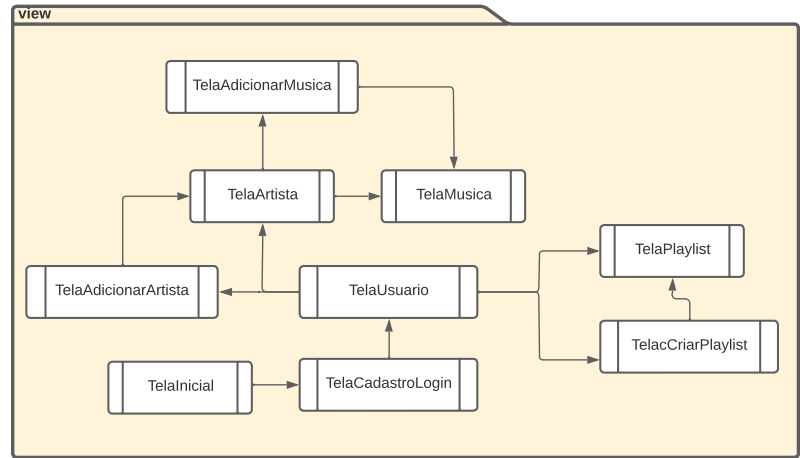 view
TelaAdicionarMusica
TelaArtista
TelaMusica
TelaPlaylist
TelaAdicionarArtista
TelaUsuario
TelacCriarPlaylist
TelaInicial
TelaCadastroLogin